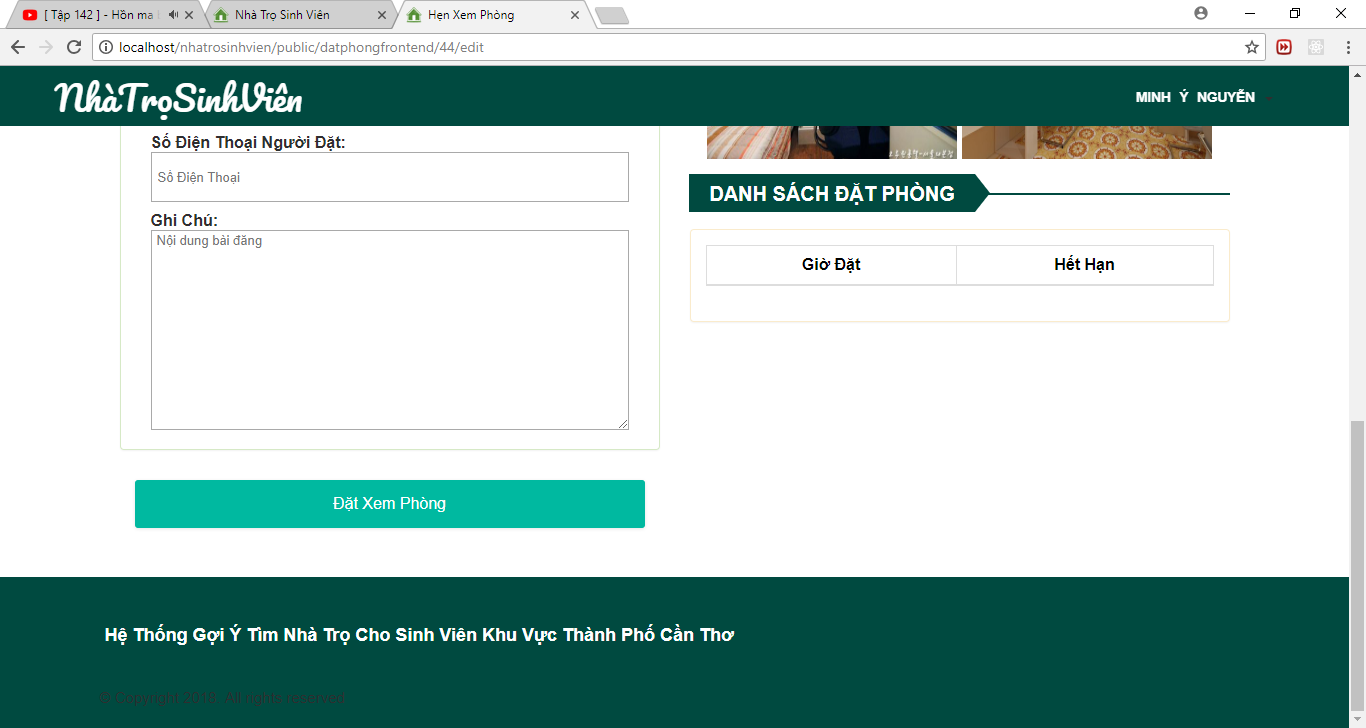 [ Tập 142 ] - Hồn ma
Nhà Trọ Sinh Viên
Hẹn Xem Phòng
localhost/nhatrosinhvien/public/datphongfrontend/44/edit
NhàTrọSinhViên
MINH Ý NGUYỄN
Số Điện Thoại Người Đặt:
Số Điện Thoại
Ghi Chú:
Nội dung bài đăng
Đặt Xem Phòng
DANH SÁCH ĐẶT PHÒNG
Giờ Đặt
Hết Hạn
Hệ Thống Gợi Ý Tìm Nhà Trọ Cho Sinh Viên Khu Vực Thành Phố Cần Thơ
© Copyright 2018. All rights reserved.